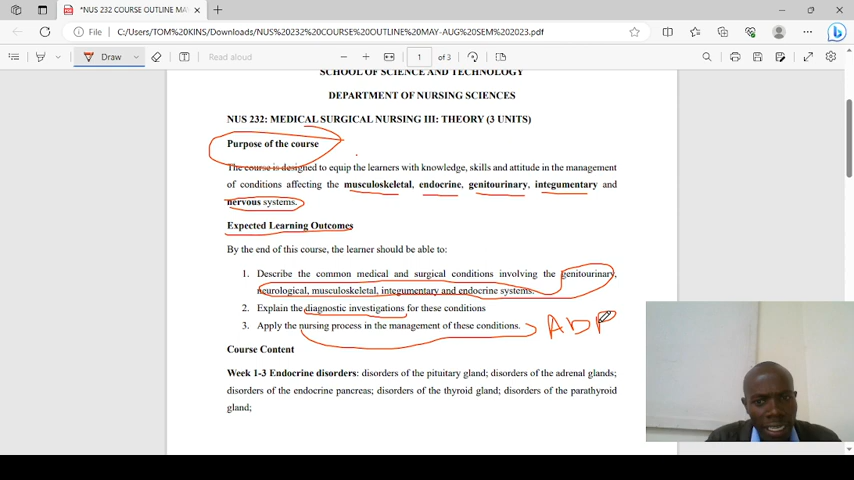 *NUS 232 COURSE OUTLINE MA
File
C:/Users/TOM%20KINS/Downloads/NUS%20232%20COURSE%20OUTLINE%20MAY-AUG%20SEM%202023.pdf
Draw
Read aloud
1 of 3
SCHOOL OF SCIENCE AND TECHNOLOGY
DEPARTMENT OF NURSING SCIENCES
NUS 232: MEDICAL SURGICAL NURSING III: THEORY (3 UNITS)
Purpose of the course
The course is designed to equip the learners with knowledge, skills and attitude in the management
of conditions affecting the musculoskeletal, endocrine, genitourinary, integumentary and
nervous systems.
Expected Learning Outcomes
By the end of this course, the learner should be able to:
1. Describe the common medical and surgical conditions involving the genitourinary,
neurological, musculoskeletal, integumentary and endocrine systems.
2. Explain the diagnostic investigations for these conditions
3. Apply the nursing process in the management of these conditions.
ADP
Course Content
Week 1-3 Endocrine disorders: disorders of the pituitary gland; disorders of the adrenal glands;
disorders of the endocrine pancreas; disorders of the thyroid gland; disorders of the parathyroid
gland;